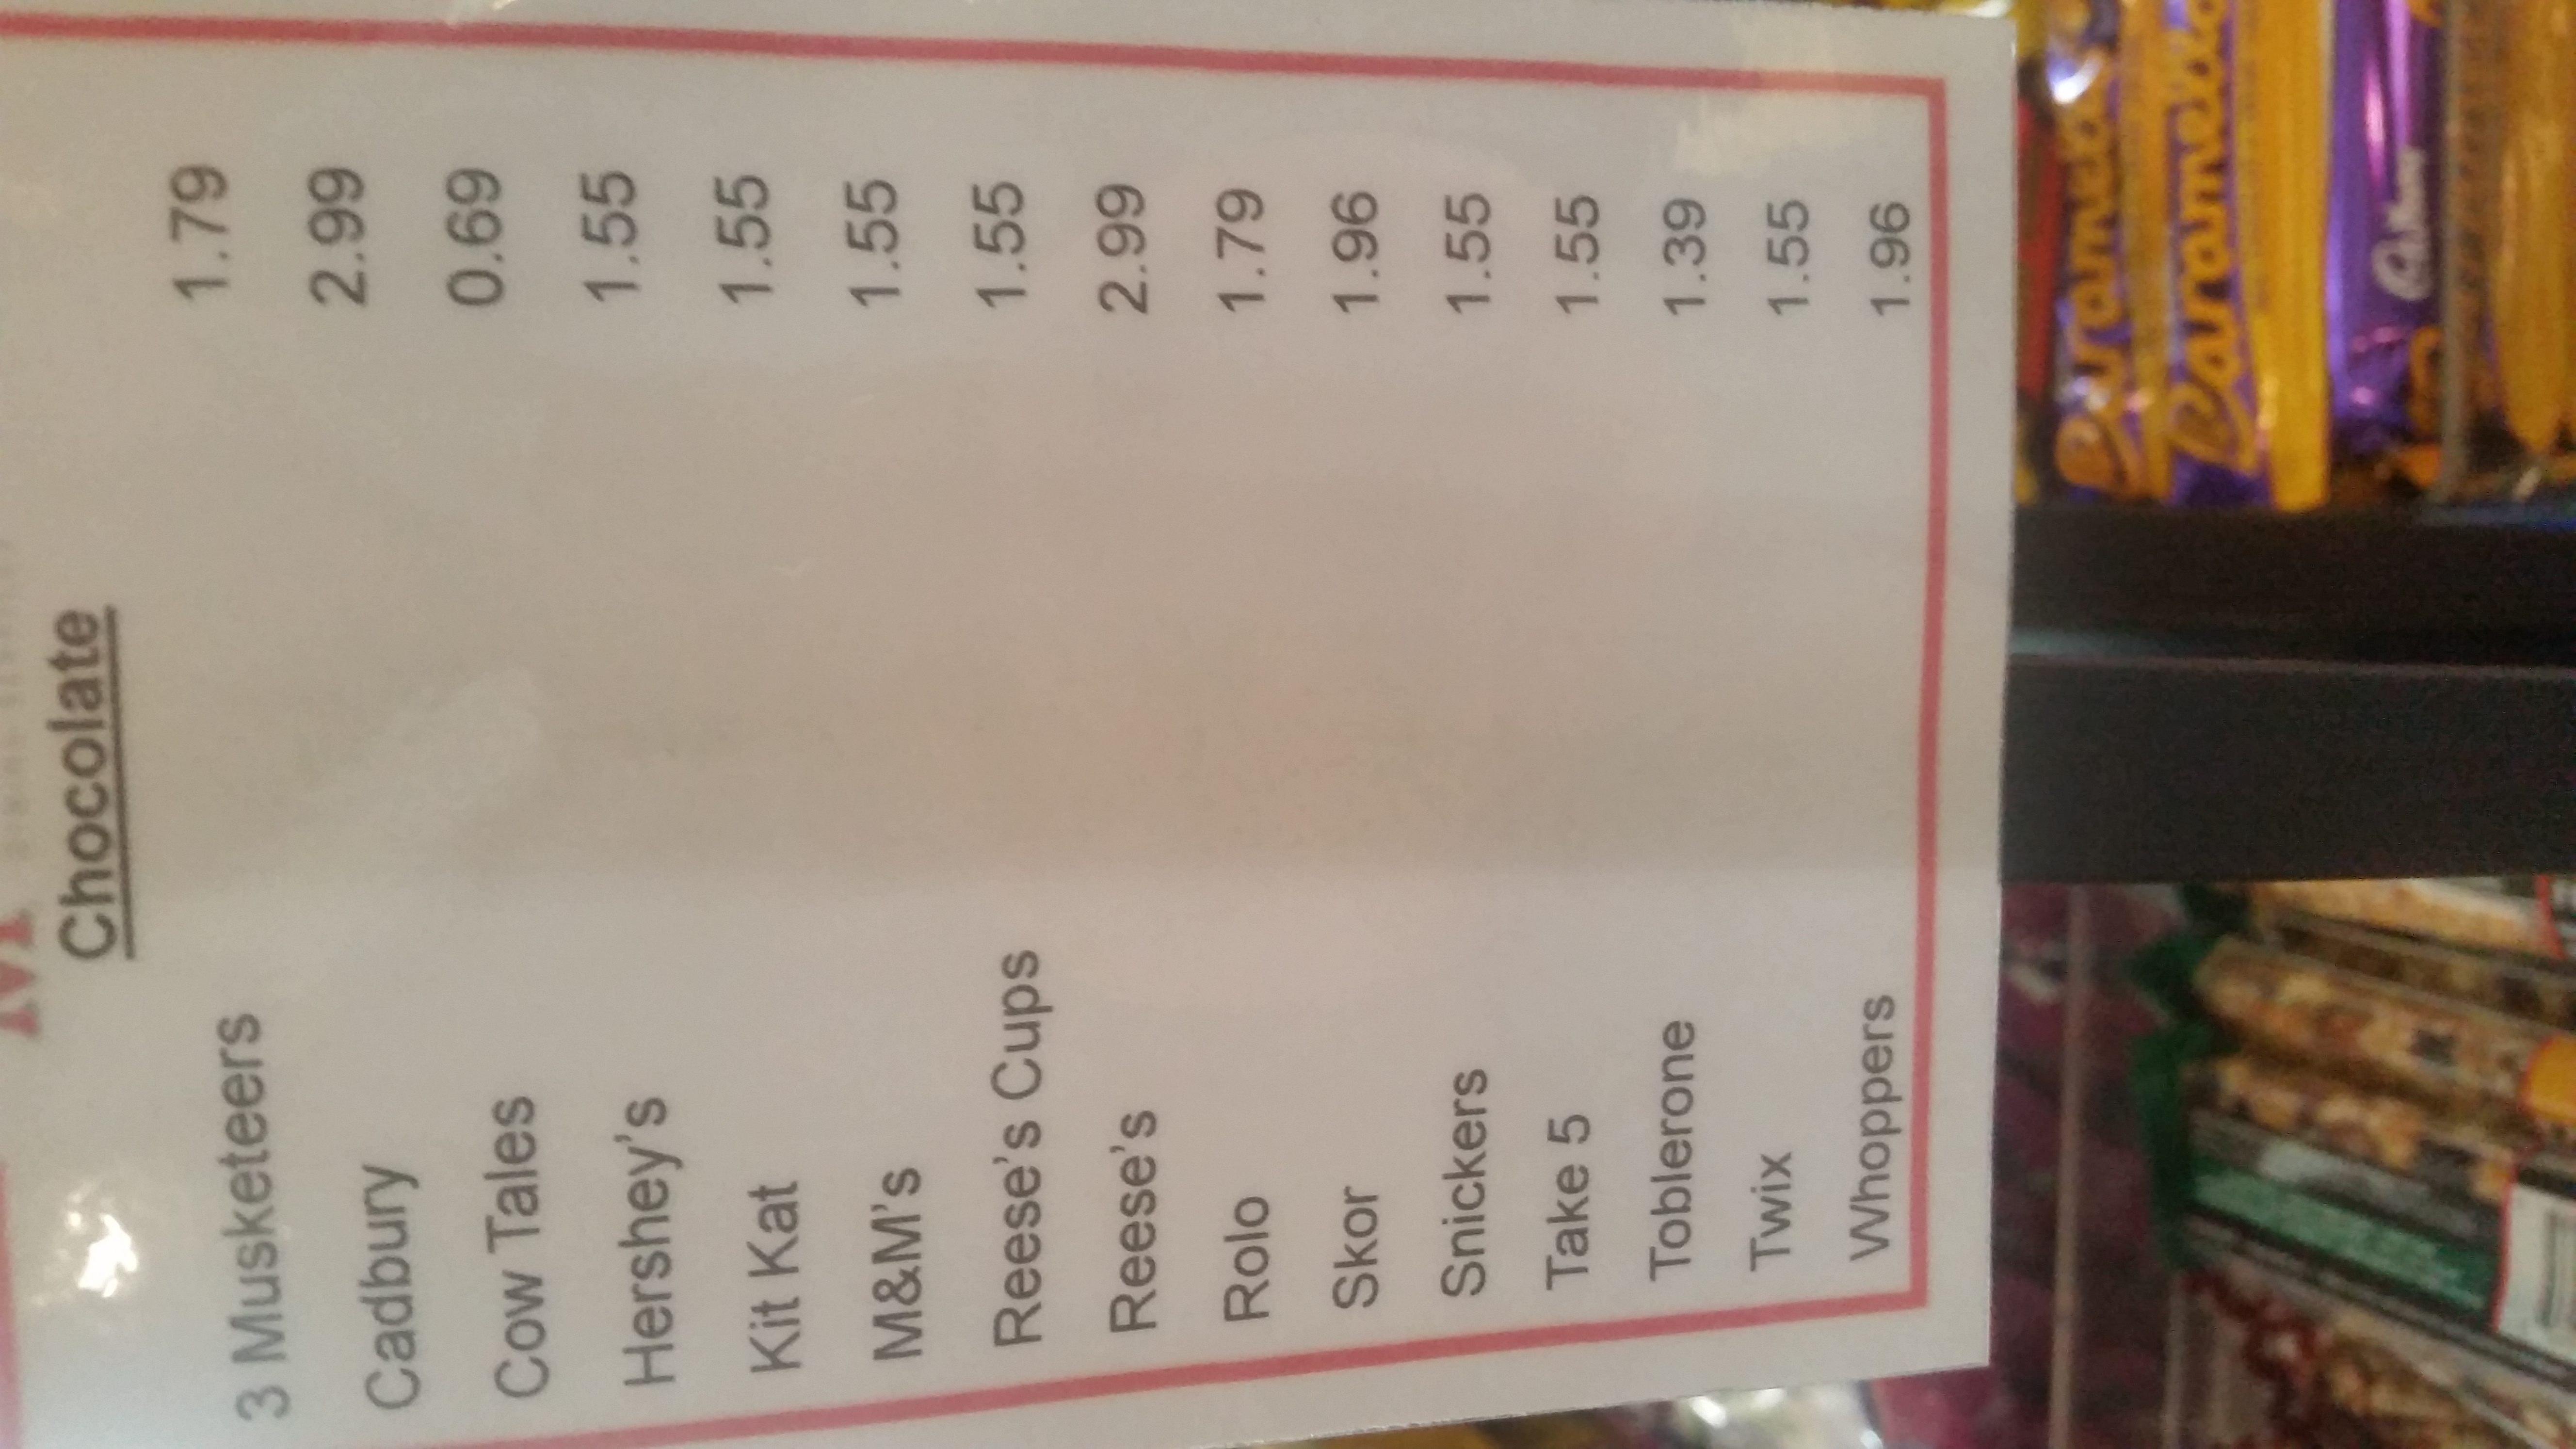 M DINING SERVICES
Chocolate
3 Musketeers 1.79
Cadbury 2.99
Cow Tales 0.69
Hershey's 1.55
Kit Kat 1.55
M&M's 1.55
Reese's Cups 1.55
Reese's 2.99
Rolo 1.79
Skor 1.96
Snickers 1.55
Take 5 1.55
Toblerone 1.39
Twix 1.55
Whoppers 1.96
Caramello
Caramello
Cadbury